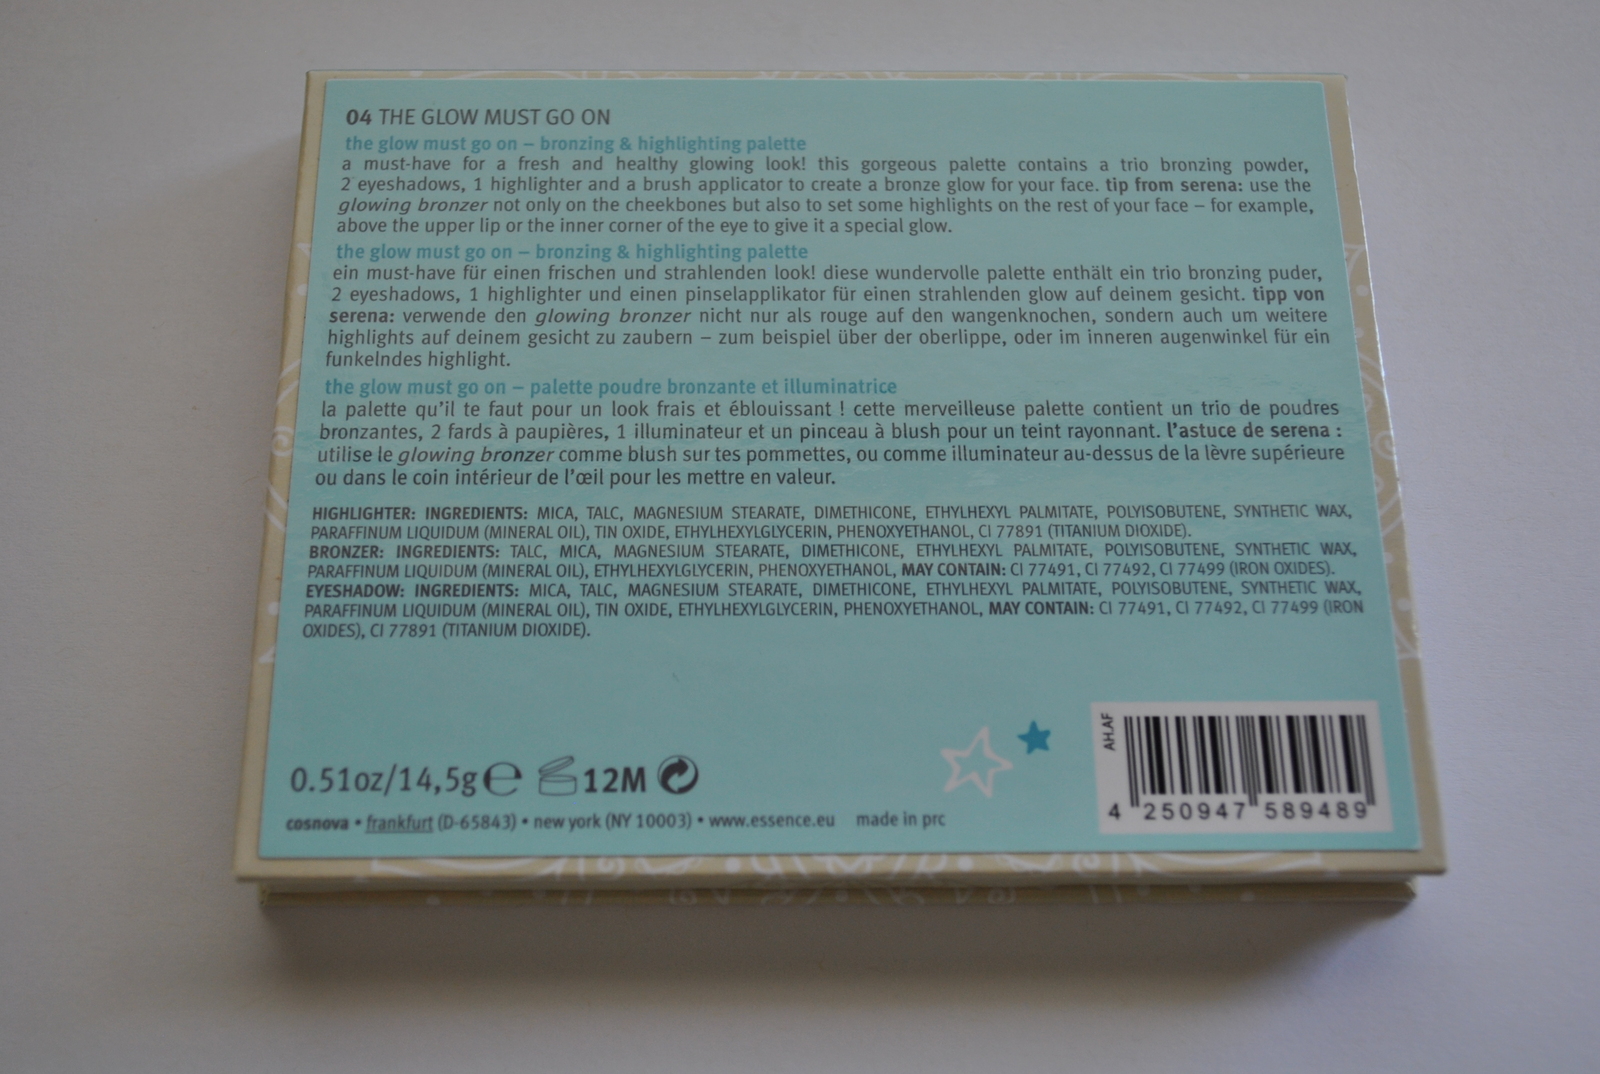 04 THE GLOW MUST GO ON
the glow must go on – bronzing & highlighting palette
a must-have for a fresh and healthy glowing look! this gorgeous palette contains a trio bronzing powder,
2 eyeshadows, 1 highlighter and a brush applicator to create a bronze glow for your face. tip from serena: use the
glowing bronzer not only on the cheekbones but also to set some highlights on the rest of your face – for example,
above the upper lip or the inner corner of the eye to give it a special glow.
the glow must go on – bronzing & highlighting palette
ein must-have für einen frischen und strahlenden look! diese wundervolle palette enthält ein trio bronzing puder,
2 eyeshadows, 1 highlighter und einen pinselapplikator für einen strahlenden glow auf deinem gesicht. tipp von
serena: verwende den glowing bronzer nicht nur als rouge auf den wangenknochen, sondern auch um weitere
highlights auf deinem gesicht zu zaubern – zum beispiel über der oberlippe, oder im inneren augenwinkel für ein
funkelndes highlight.
the glow must go on – palette poudre bronzante et illuminatrice
la palette qu'il te faut pour un look frais et éblouissant ! cette merveilleuse palette contient un trio de poudres
bronzantes, 2 fards à paupières, 1 illuminateur et un pinceau à blush pour un teint rayonnant. l'astuce de serena :
utilise le glowing bronzer comme blush sur tes pommettes, ou comme illuminateur au-dessus de la lèvre supérieure
ou dans le coin intérieur de l'œil pour les mettre en valeur.
HIGHLIGHTER: INGREDIENTS: MICA, TALC, MAGNESIUM STEARATE, DIMETHICONE, ETHYLHEXYL PALMITATE, POLYISOBUTENE, SYNTHETIC WAX,
PARAFFINUM LIQUIDUM (MINERAL OIL), TIN OXIDE, ETHYLHEXYLGLYCERIN, PHENOXYETHANOL, CI 77891 (TITANIUM DIOXIDE).
BRONZER: INGREDIENTS: TALC, MICA, MAGNESIUM STEARATE, DIMETHICONE, ETHYLHEXYL PALMITATE, POLYISOBUTENE, SYNTHETIC WAX,
PARAFFINUM LIQUIDUM (MINERAL OIL), ETHYLHEXYLGLYCERIN, PHENOXYETHANOL, MAY CONTAIN: CI 77491, CI 77492, CI 77499 (IRON OXIDES).
EYESHADOW: INGREDIENTS: MICA, TALC, MAGNESIUM STEARATE, DIMETHICONE, ETHYLHEXYL PALMITATE, POLYISOBUTENE, SYNTHETIC WAX,
PARAFFINUM LIQUIDUM (MINERAL OIL), TIN OXIDE, ETHYLHEXYLGLYCERIN, PHENOXYETHANOL, MAY CONTAIN: CI 77491, CI 77492, CI 77499 (IRON
OXIDES), CI 77891 (TITANIUM DIOXIDE).
0.51oz/14,5g ℮ 12M
cosnova • frankfurt (D-65843) • new york (NY 10003) • www.essence.eu made in prc
AH.AF
4 250947 589489